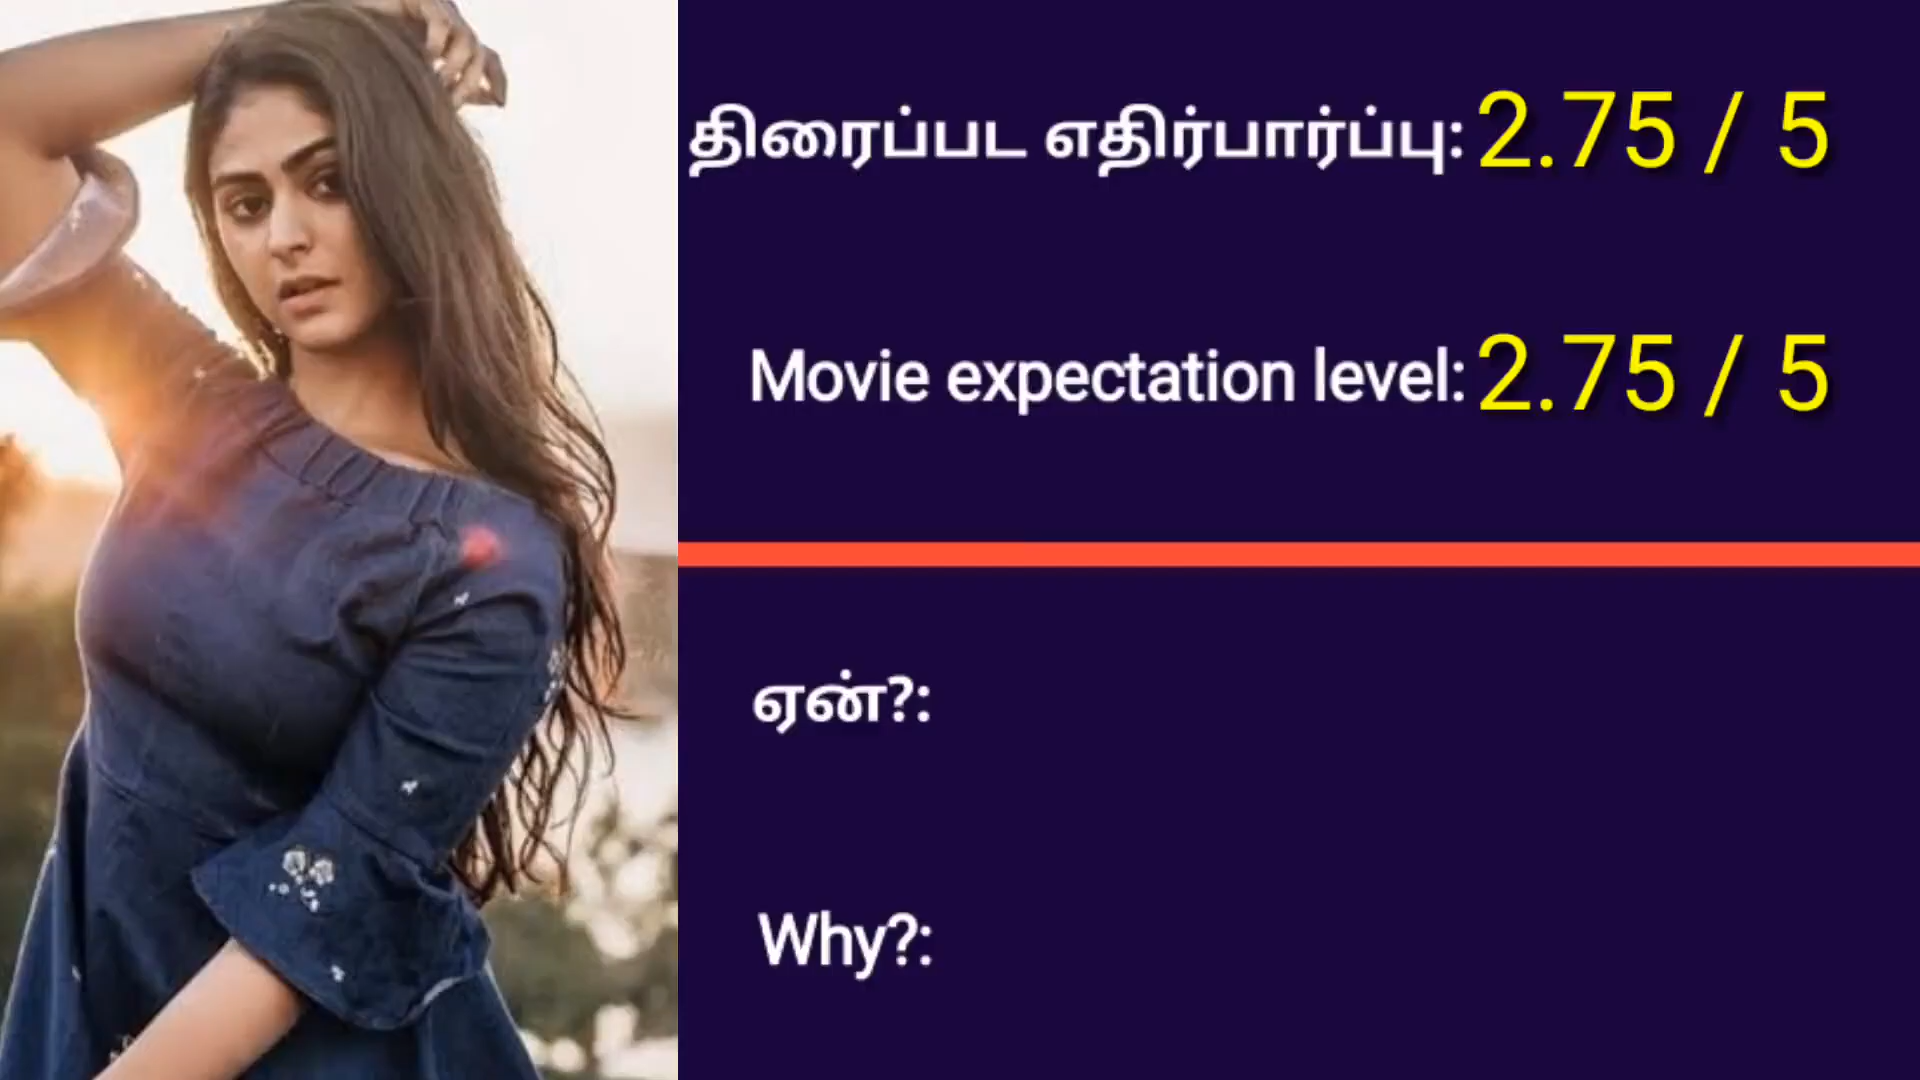 திரைப்பட எதிர்பார்ப்பு: 2.75 / 5
Movie expectation level: 2.75 / 5
ஏன்?:
Why?: